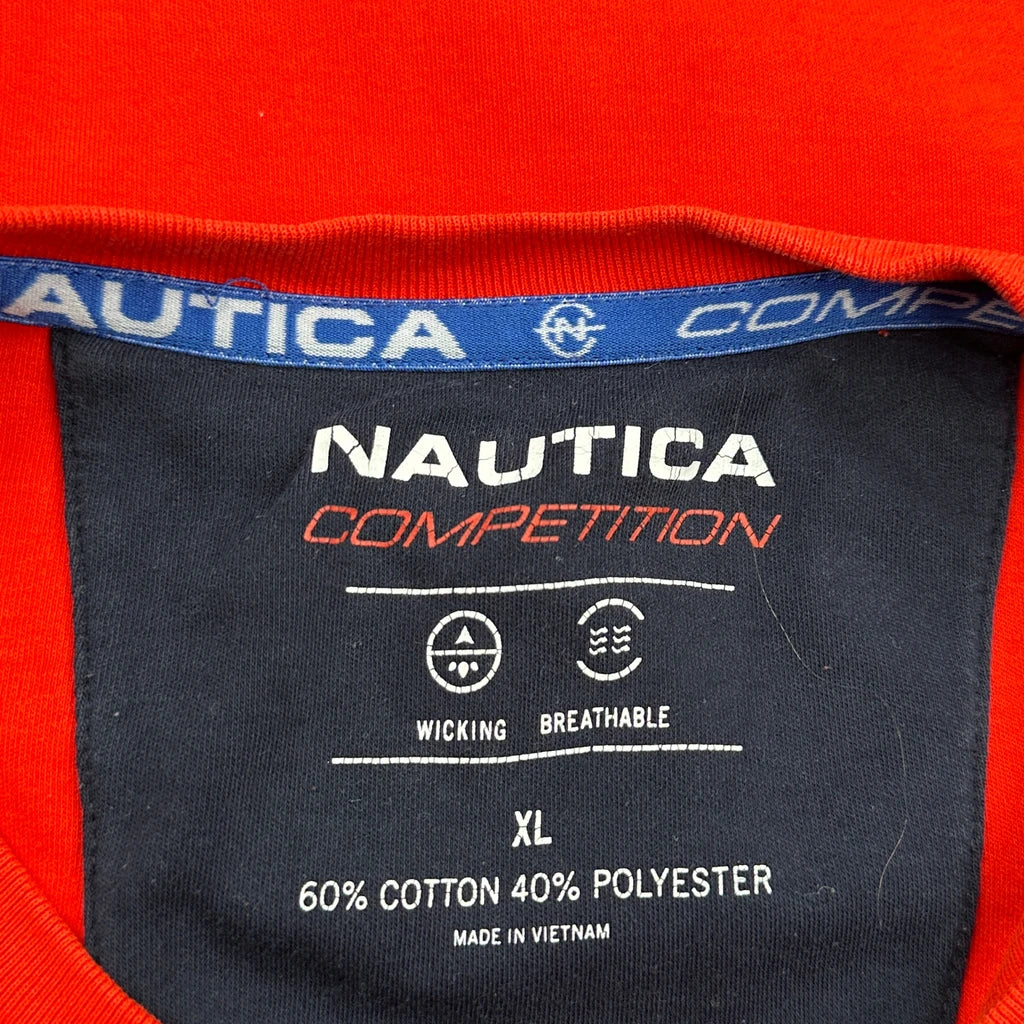 AUTICA N COMPE
NAUTICA
COMPETITION
WICKING BREATHABLE
XL
60% COTTON 40% POLYESTER
MADE IN VIETNAM